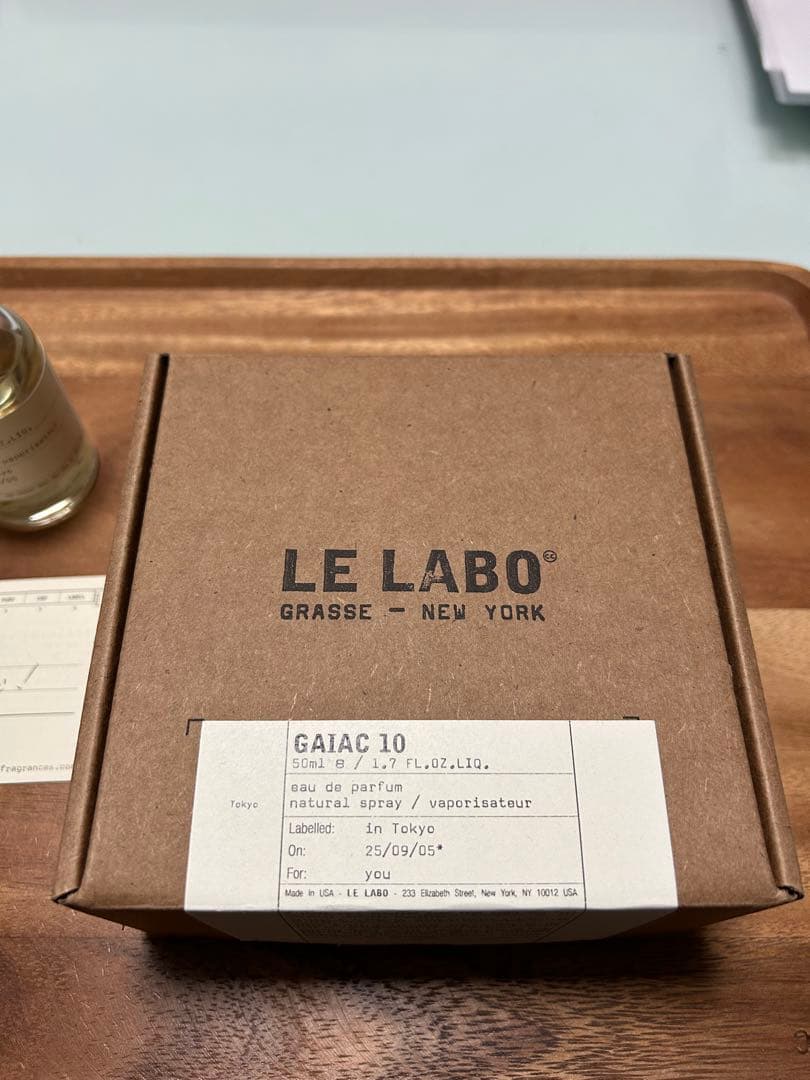 LE LABO
GRASSE — NEW YORK
GAIAC 10
50ml ℮ / 1.7 FL.OZ.LIQ.
eau de parfum
natural spray / vaporisateur
Tokyo
Labelled: in Tokyo
On: 25/09/05*
For: you
Made in USA - LE LABO - 233 Elizabeth Street, New York, NY 10012 USA